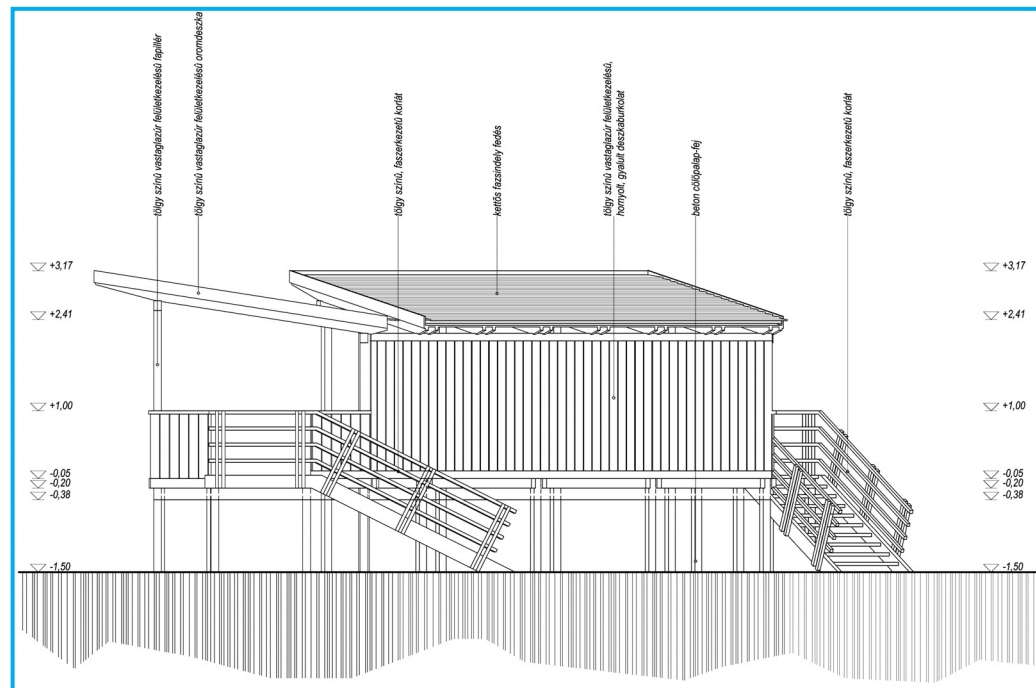 tölgy színű vastaglazúr felületkezelésű fapillér
tölgy színű vastaglazúr felületkezelésű oromdeszka
tölgy színű, faszerkezetű korlát
kettős fazsindely fedés
tölgy színű vastaglazúr felületkezelésű,
hornyolt, gyalult deszkaburkolat
beton cölöpalap-fej
tölgy színű, faszerkezetű korlát
+3,17
+2,41
+1,00
-0,05
-0,20
-0,38
-1,50
+3,17
+2,41
+1,00
-0,05
-0,20
-0,38
-1,50